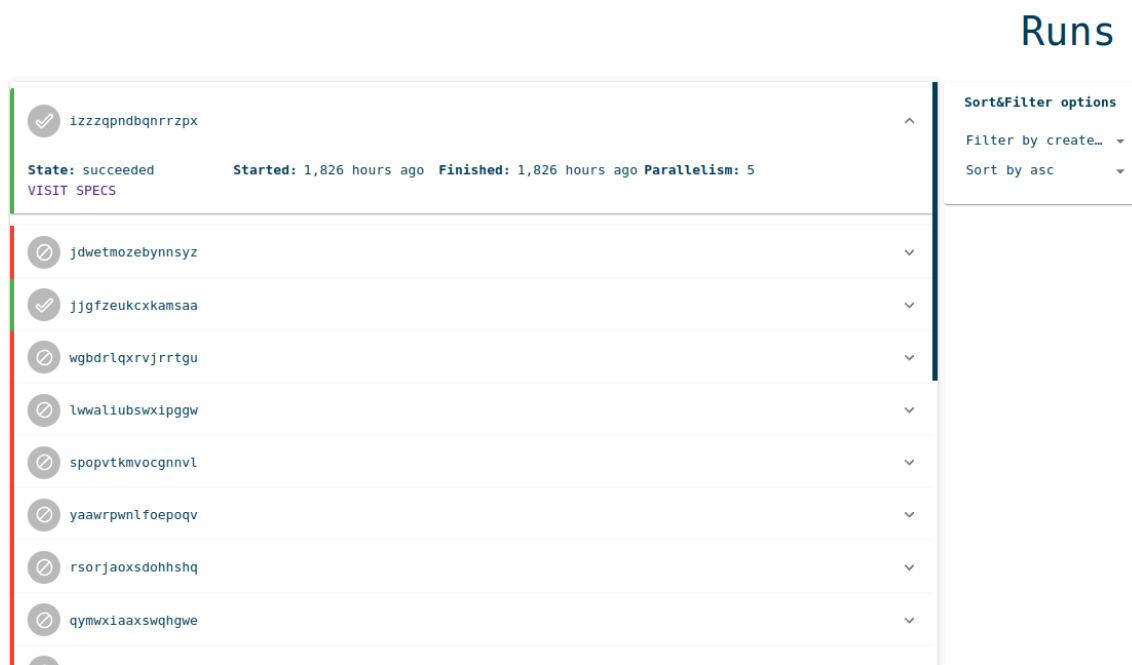 Runs
izzzqpndbqnrrzpx
State: succeeded Started: 1,826 hours ago Finished: 1,826 hours ago Parallelism: 5
VISIT SPECS
jdwetmozebynnsyz
jjgfzeukcxkamsaa
wgbdrlqxrvjrrtgu
lwwaliubswxipggw
spopvtkmvocgnnvl
yaawrpwnlfoepoqv
rsorjaoxsdohhshq
qymwxiaaxswqhgwe
Sort&Filter options
Filter by create…
Sort by asc